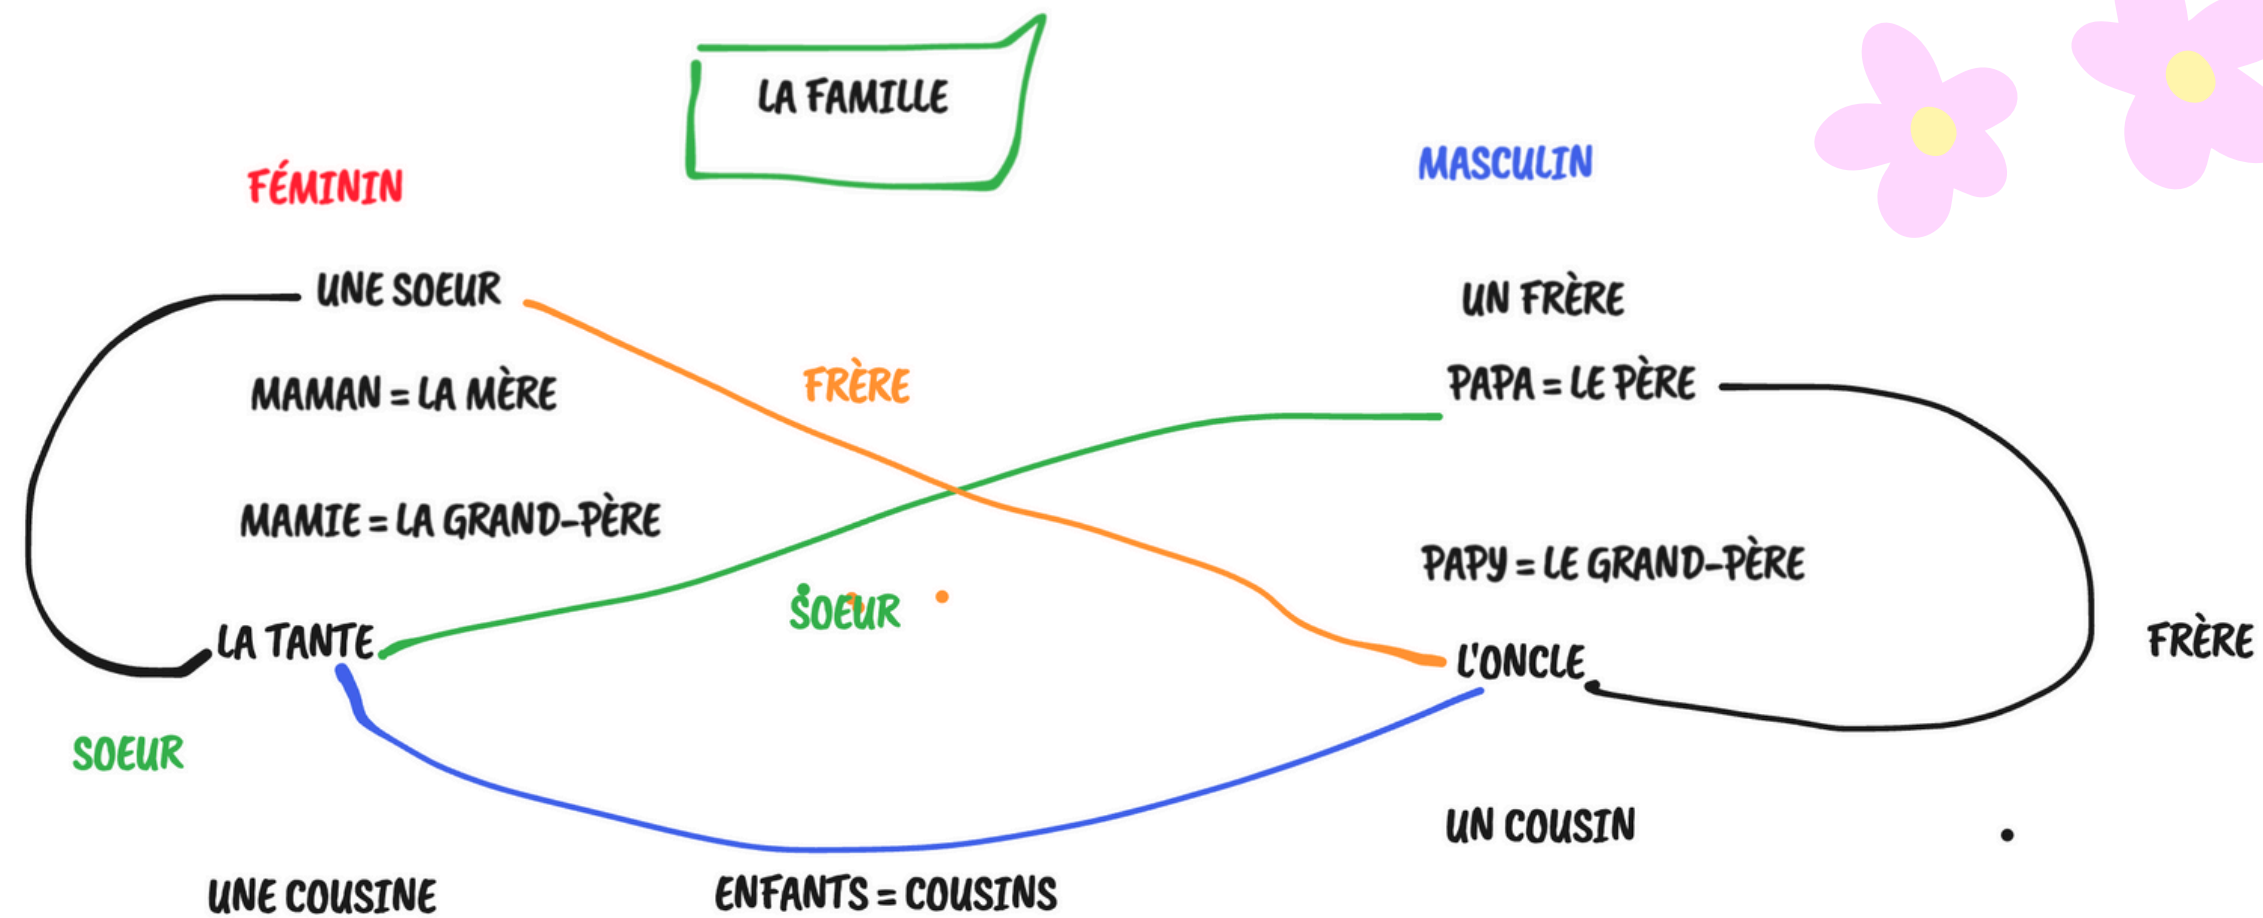 LA FAMILLE
FÉMININ
MASCULIN
UNE SOEUR
UN FRÈRE
MAMAN = LA MÈRE
FRÈRE
PAPA = LE PÈRE
MAMIE = LA GRAND-PÈRE
PAPY = LE GRAND-PÈRE
SOEUR
LA TANTE
L'ONCLE
FRÈRE
SOEUR
UN COUSIN
UNE COUSINE
ENFANTS = COUSINS